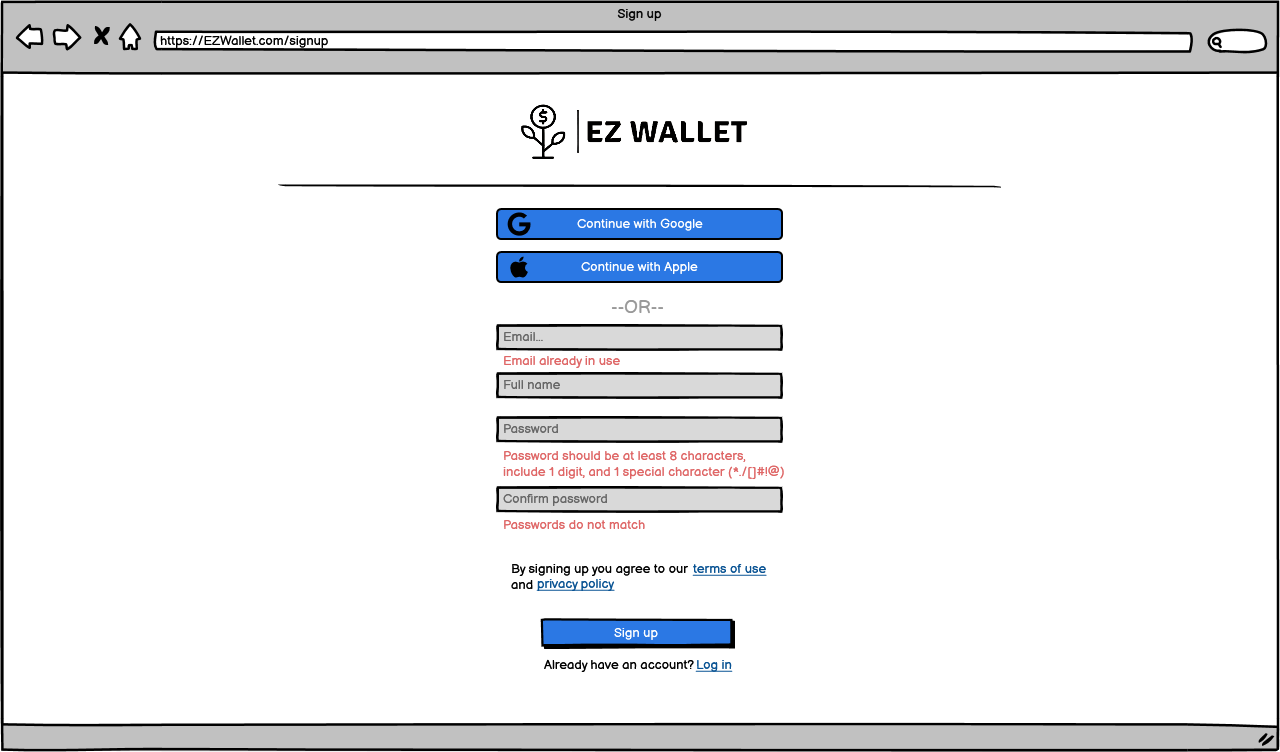 Sign up
https://EZWallet.com/signup
$
EZ WALLET
Continue with Google
Continue with Apple
--OR--
Email...
Email already in use
Full name
Password
Password should be at least 8 characters,
include 1 digit, and 1 special character (*./[]#!@)
Confirm password
Passwords do not match
By signing up you agree to our terms of use
and privacy policy
Sign up
Already have an account? Log in